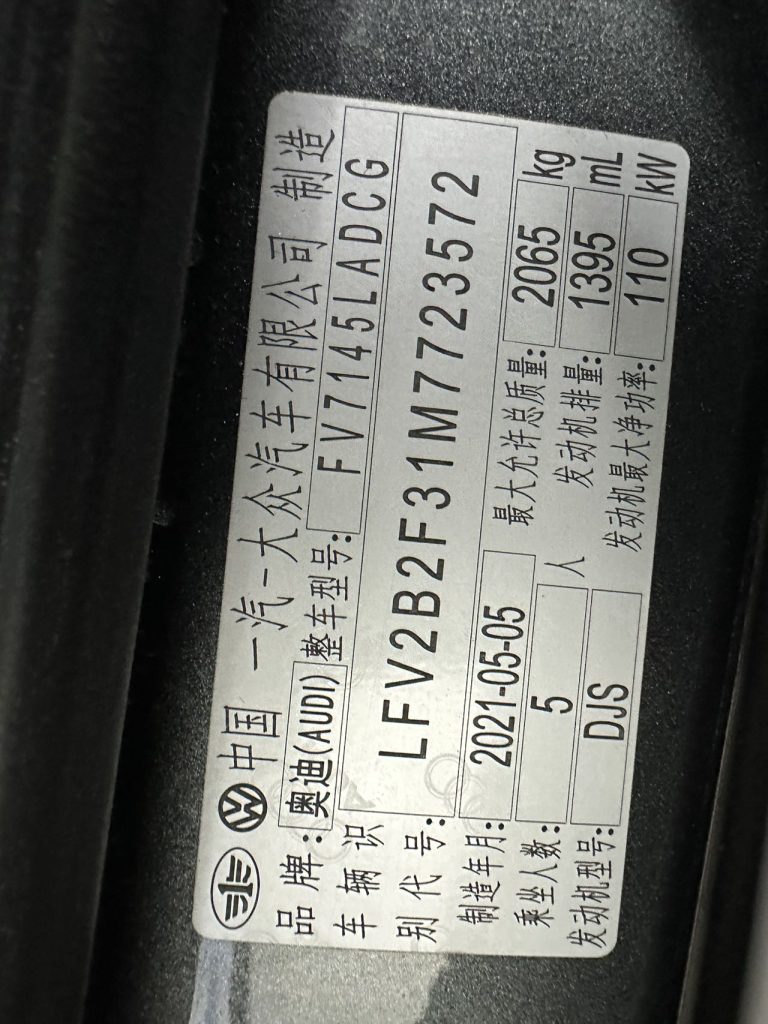 中国 一汽-大众汽车有限公司 制造
品牌: 奥迪(AUDI) 整车型号: FV7145LADCG
车辆识别代号: LFV2B2F31M7723572
制造年月: 2021-05-05 最大允许总质量: 2065 kg
乘坐人数: 5 人 发动机排量: 1395 mL
发动机型号: DJS 发动机最大净功率: 110 kW